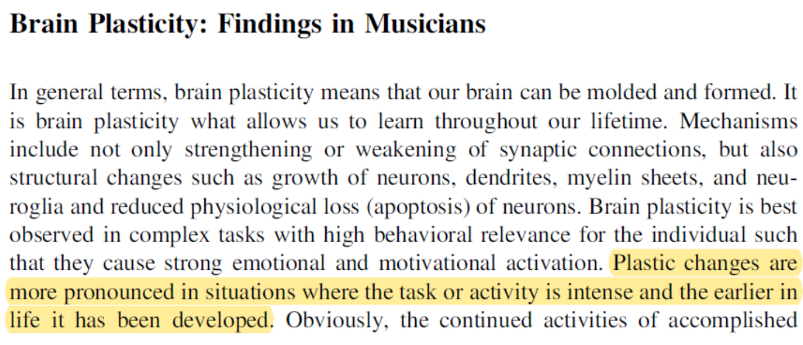 Brain Plasticity: Findings in Musicians
In general terms, brain plasticity means that our brain can be molded and formed. It
is brain plasticity what allows us to learn throughout our lifetime. Mechanisms
include not only strengthening or weakening of synaptic connections, but also
structural changes such as growth of neurons, dendrites, myelin sheets, and neu-
roglia and reduced physiological loss (apoptosis) of neurons. Brain plasticity is best
observed in complex tasks with high behavioral relevance for the individual such
that they cause strong emotional and motivational activation. Plastic changes are
more pronounced in situations where the task or activity is intense and the earlier in
life it has been developed. Obviously, the continued activities of accomplished